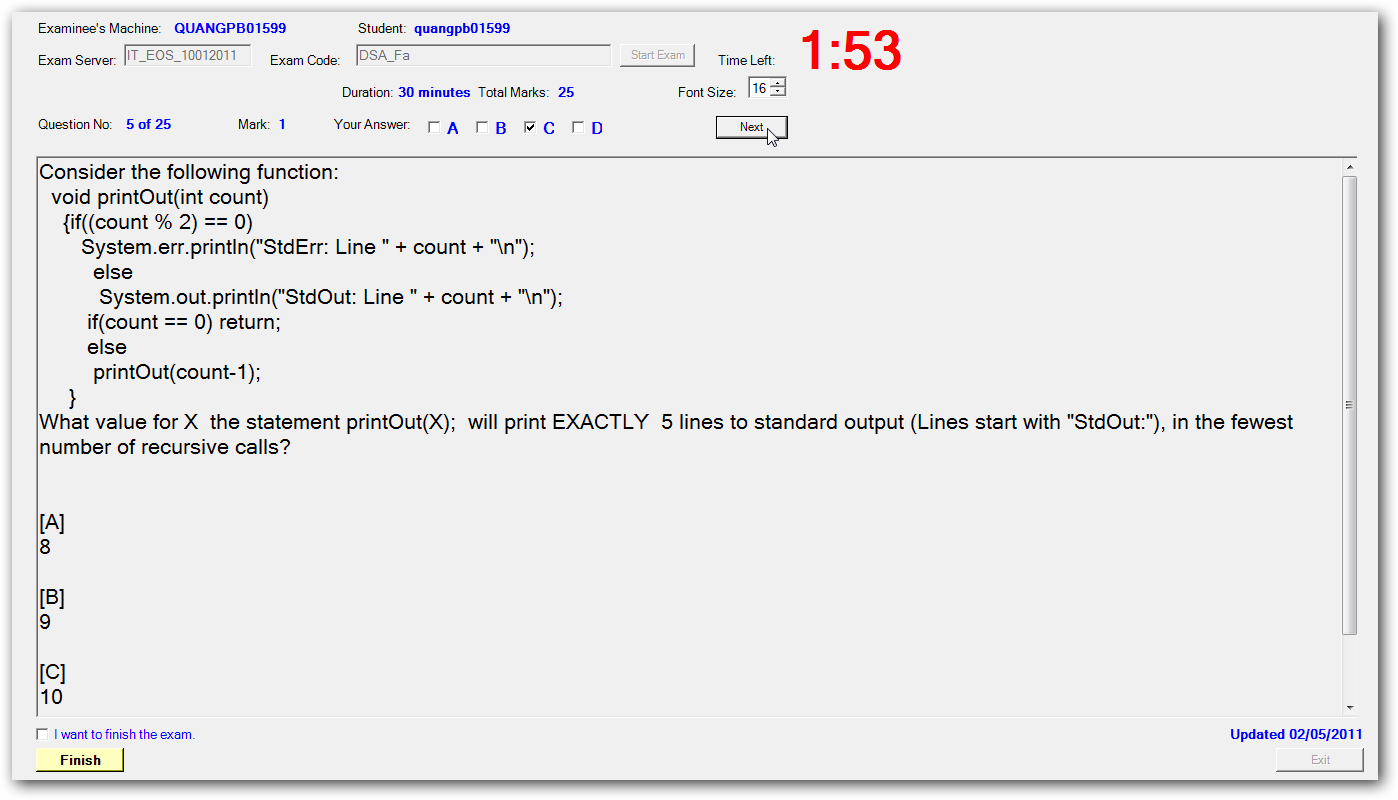 Examinee's Machine: QUANGPB01599 Student: quangpb01599
Exam Server: IT_EOS_10012011 Exam Code: DSA_Fa Start Exam Time Left: 1:53
Duration: 30 minutes Total Marks: 25 Font Size: 16
Question No: 5 of 25 Mark: 1 Your Answer: A B C D Next
Consider the following function:
void printOut(int count)
{if((count % 2) == 0)
System.err.println("StdErr: Line " + count + "\n");
else
System.out.println("StdOut: Line " + count + "\n");
if(count == 0) return;
else
printOut(count-1);
}
What value for X the statement printOut(X); will print EXACTLY 5 lines to standard output (Lines start with "StdOut:"), in the fewest
number of recursive calls?
[A]
8
[B]
9
[C]
10
I want to finish the exam. Updated 02/05/2011
Finish Exit